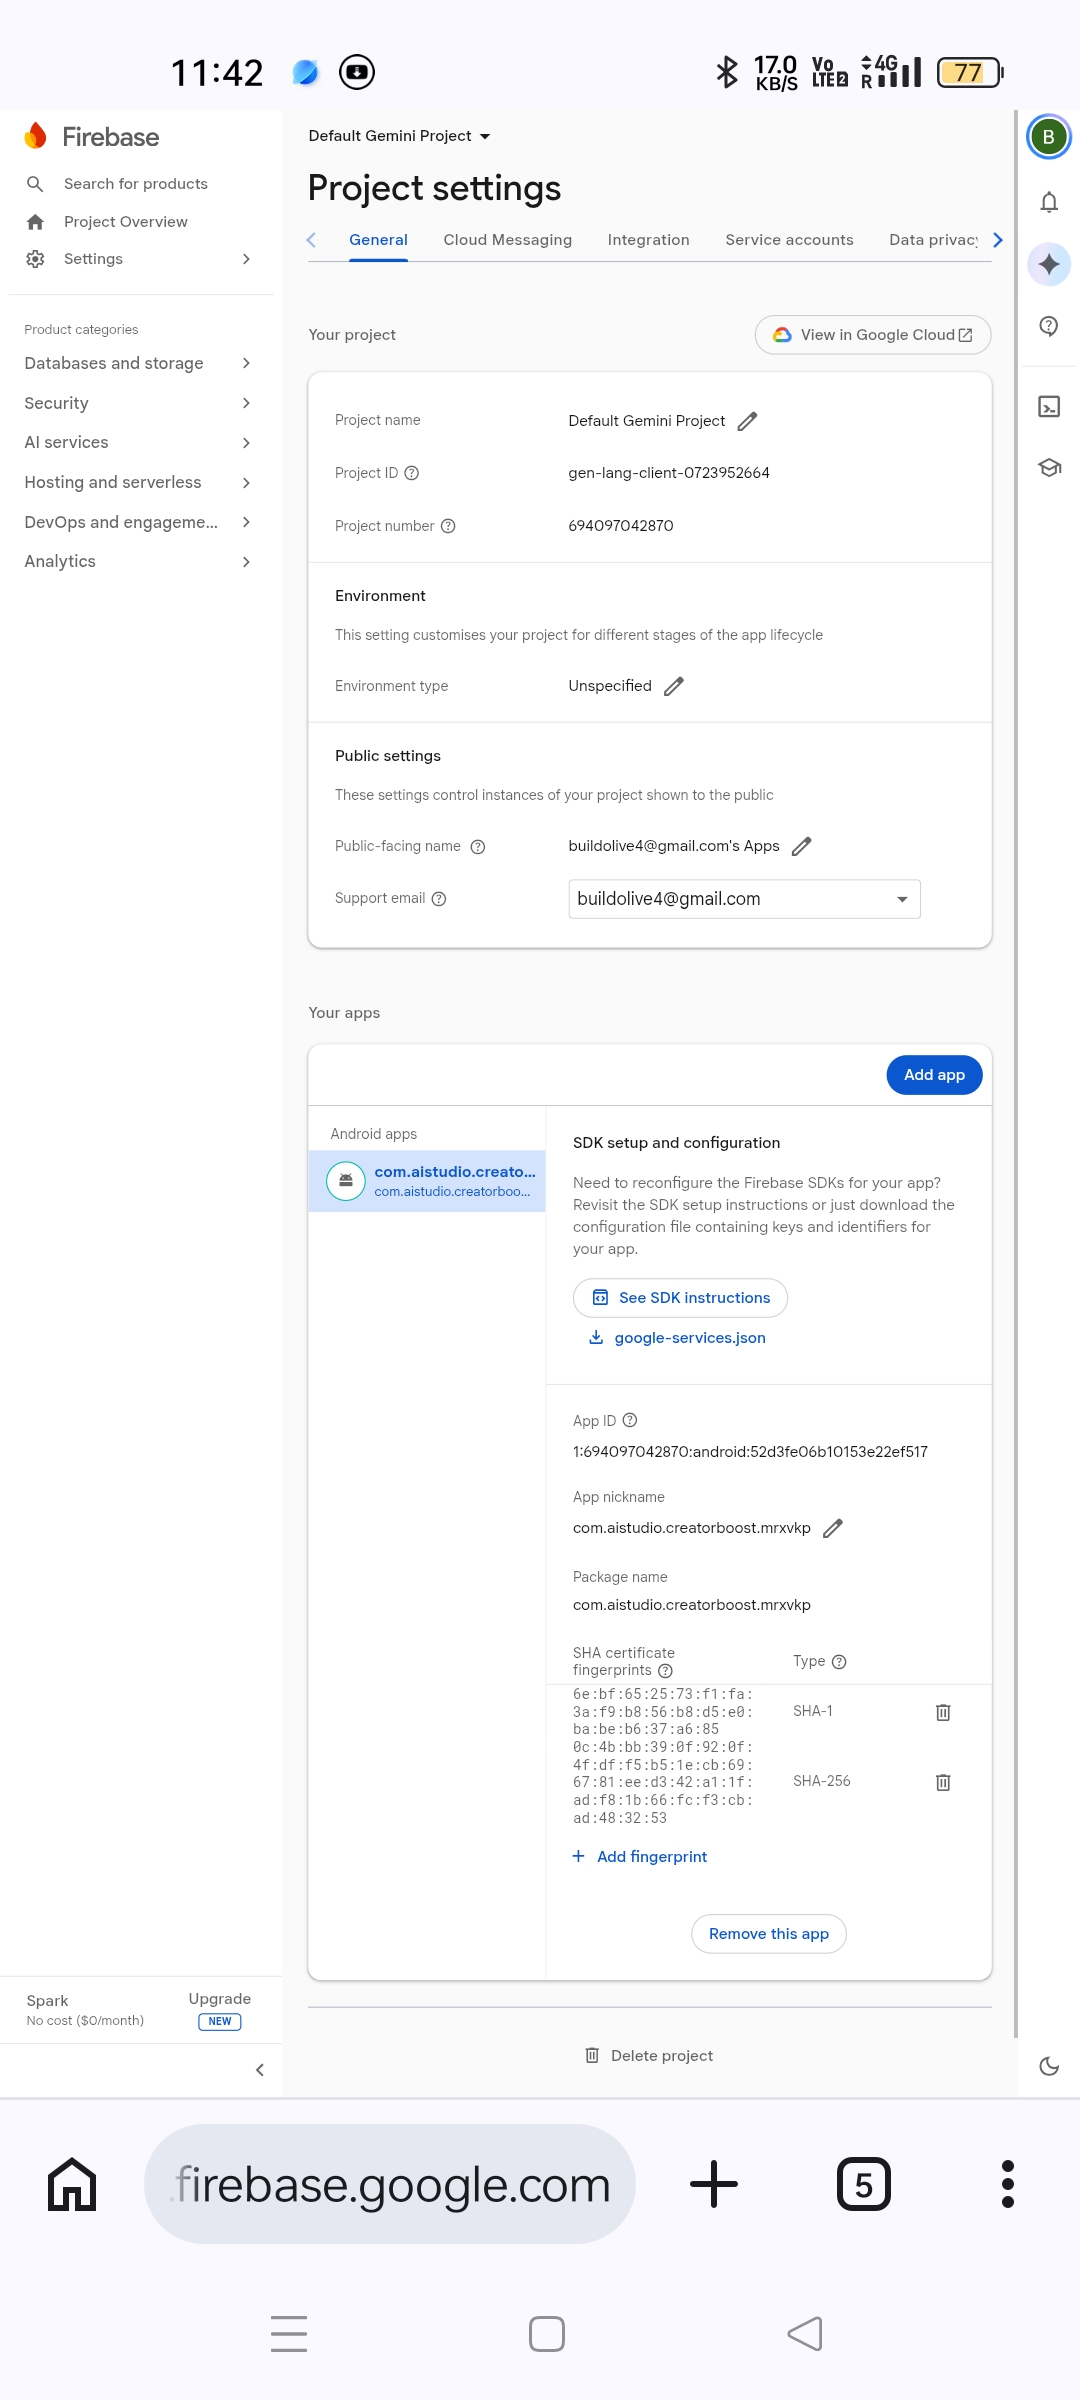 11:42
17.0
KB/S
Vo
LTE2
4G
R
77
Firebase
Search for products
Project Overview
Settings
Product categories
Databases and storage
Security
AI services
Hosting and serverless
DevOps and engageme...
Analytics
Spark
No cost ($0/month)
Upgrade
NEW
Default Gemini Project
Project settings
General
Cloud Messaging
Integration
Service accounts
Data privacy
B
Your project
View in Google Cloud
Project name
Default Gemini Project
Project ID
gen-lang-client-0723952664
Project number
694097042870
Environment
This setting customises your project for different stages of the app lifecycle
Environment type
Unspecified
Public settings
These settings control instances of your project shown to the public
Public-facing name
buildolive4@gmail.com's Apps
Support email
buildolive4@gmail.com
Your apps
Add app
Android apps
com.aistudio.creato...
com.aistudio.creatorboo...
SDK setup and configuration
Need to reconfigure the Firebase SDKs for your app?
Revisit the SDK setup instructions or just download the
configuration file containing keys and identifiers for
your app.
See SDK instructions
google-services.json
App ID
1:694097042870:android:52d3fe06b10153e22ef517
App nickname
com.aistudio.creatorboost.mrxvkp
Package name
com.aistudio.creatorboost.mrxvkp
SHA certificate
fingerprints
Type
6e:bf:65:25:73:f1:fa:
3a:f9:b8:56:b8:d5:e0:
ba:be:b6:37:a6:85
SHA-1
0c:4b:bb:39:0f:92:0f:
4f:df:f5:b5:1e:cb:69:
67:81:ee:d3:42:a1:1f:
ad:f8:1b:66:fc:f3:cb:
ad:48:32:53
SHA-256
Add fingerprint
Remove this app
Delete project
.firebase.google.com
5